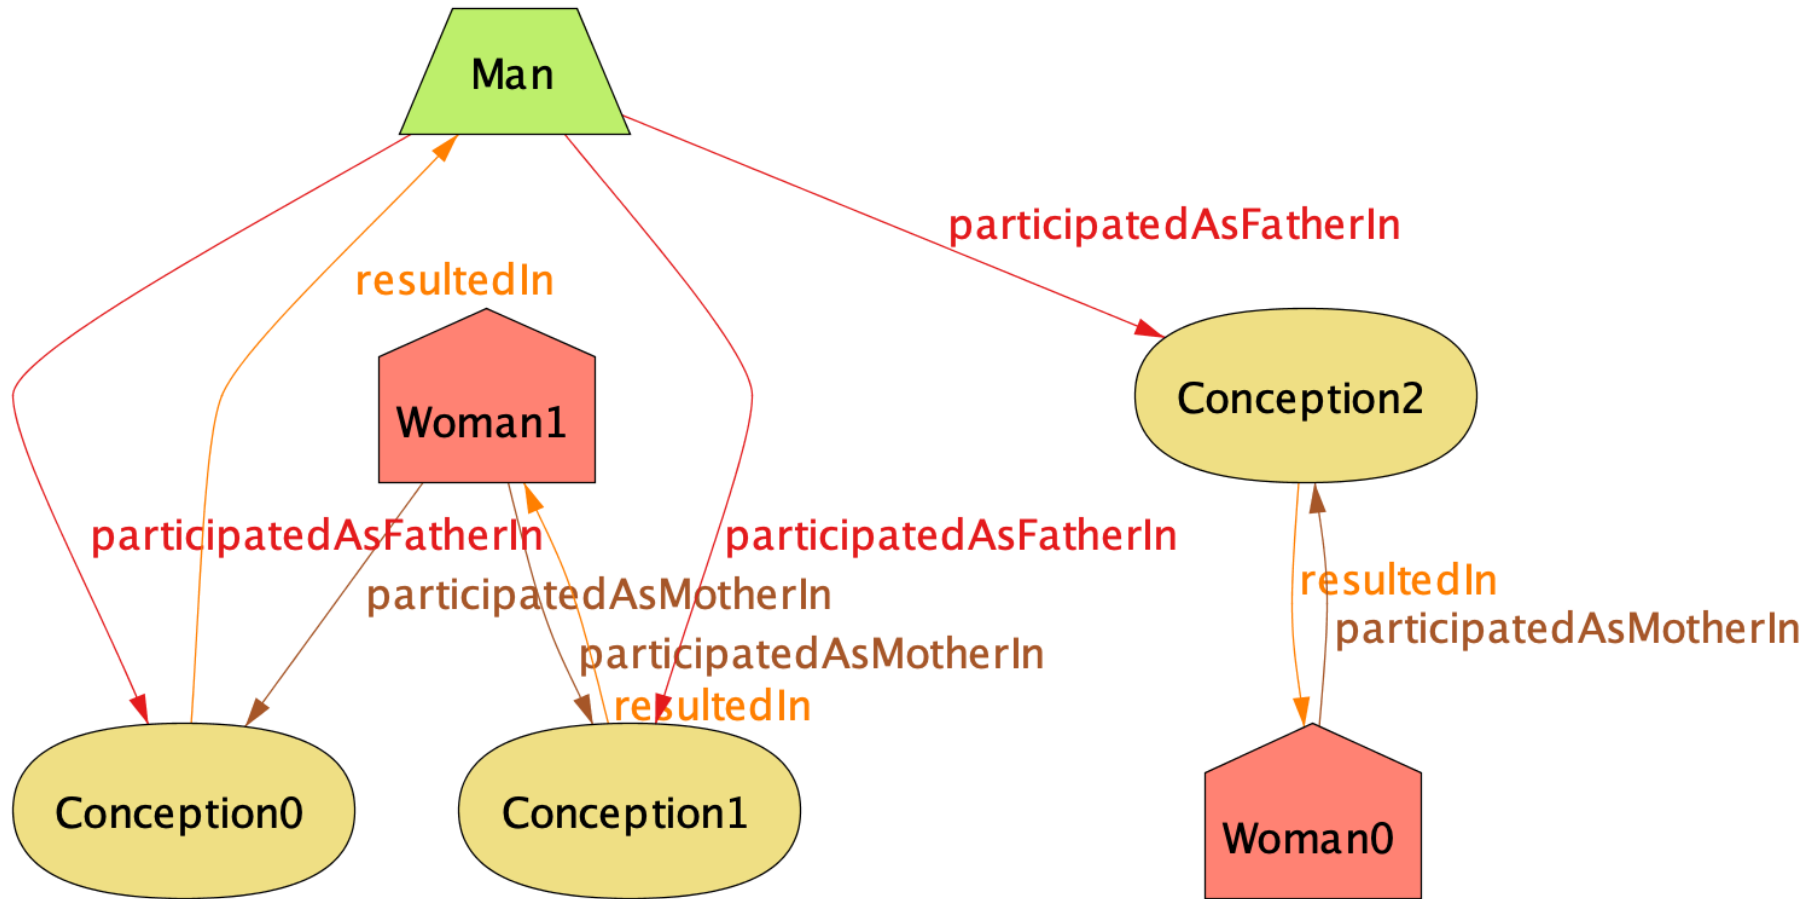 Man
participatedAsFatherIn
resultedIn
Woman1
Conception2
participatedAsFatherIn
participatedAsFatherIn
resultedIn
participatedAsMotherIn
participatedAsMotherIn
participatedAsMotherIn
resultedIn
Conception0
Conception1
Woman0